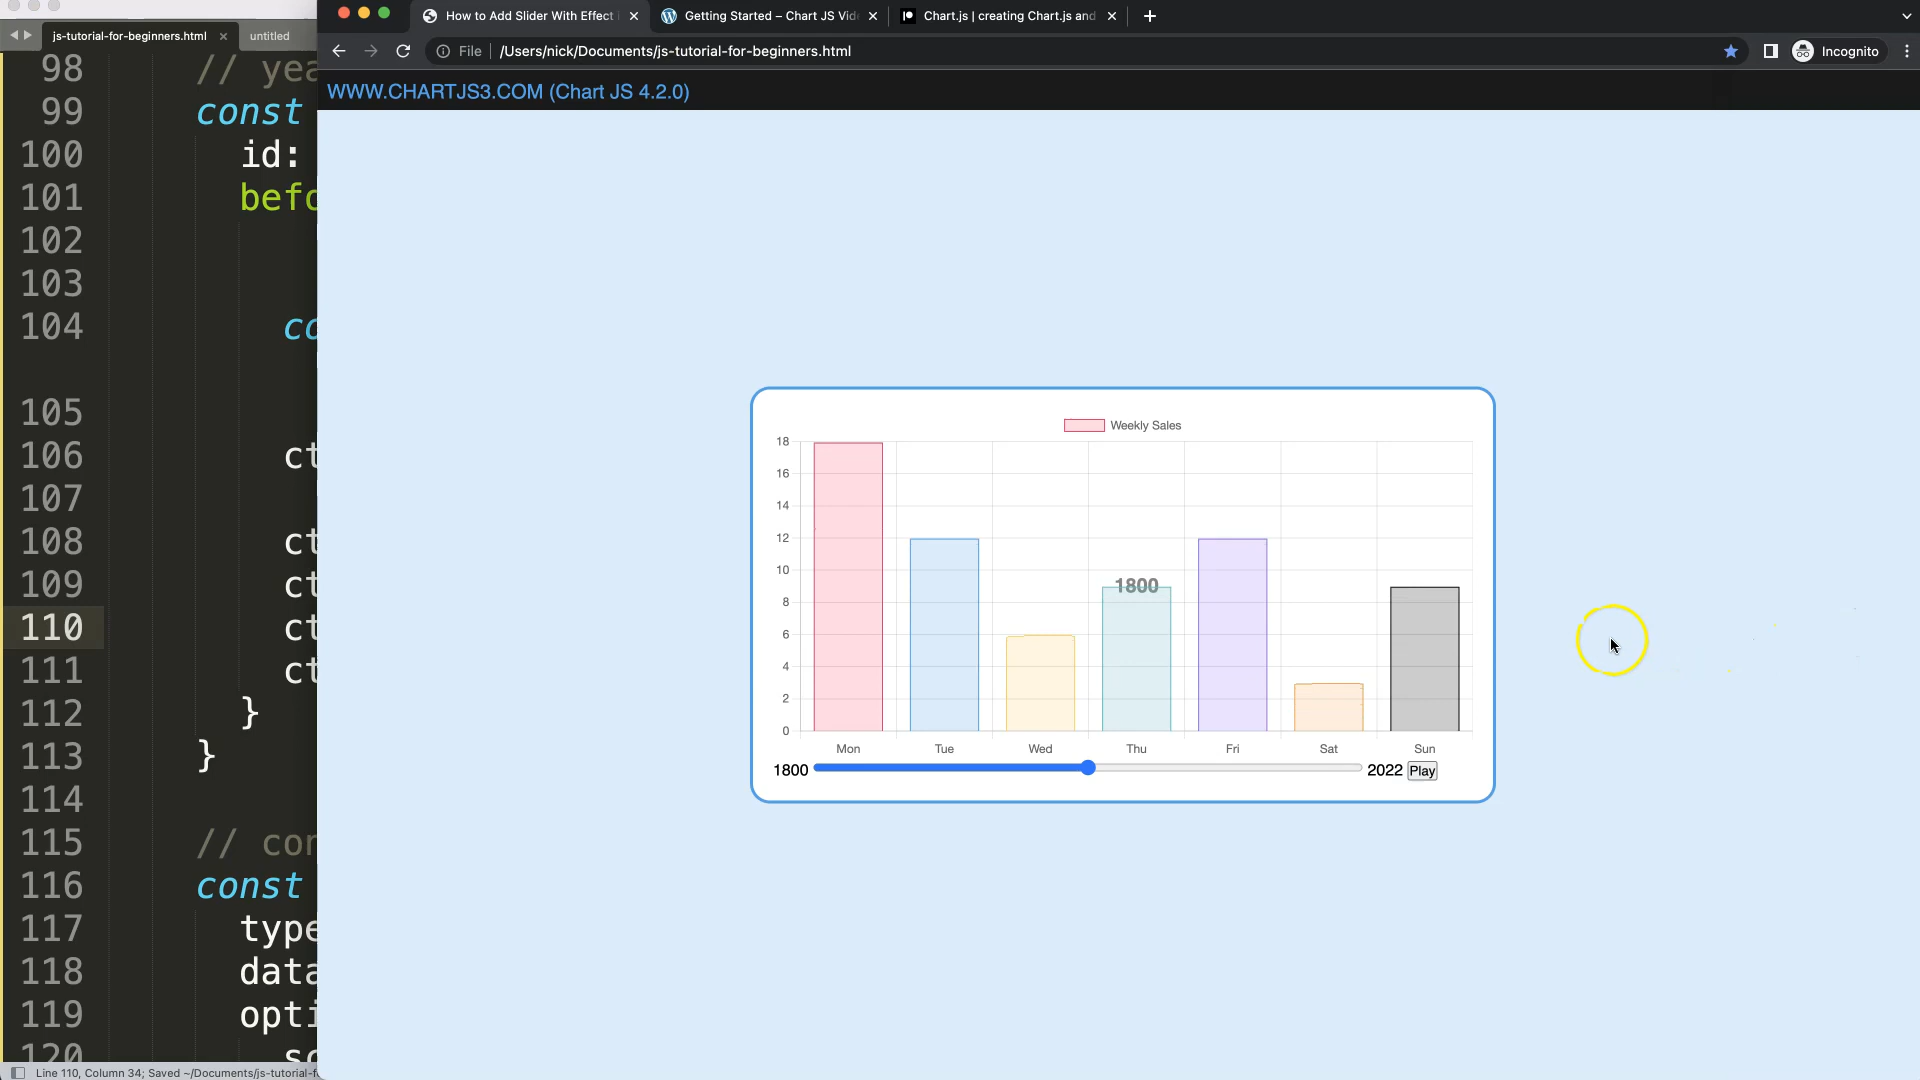 js-tutorial-for-beginners.html
untitled
98 // yea
99 const
100 id:
101 befo
102
103
104 co
105
106 ct
107
108 ct
109 ct
110 ct
111 ct
112 }
113 }
114
115 // con
116 const
117 type
118 data
119 opti
120 sc
Line 110, Column 34; Saved ~/Documents/js-tutorial-f
How to Add Slider With Effect
Getting Started – Chart JS Vid
Chart.js | creating Chart.js and
File /Users/nick/Documents/js-tutorial-for-beginners.html
Incognito
WWW.CHARTJS3.COM (Chart JS 4.2.0)
Weekly Sales
18
16
14
12
10
8
6
4
2
0
1800
Mon Tue Wed Thu Fri Sat Sun
1800 2022 Play